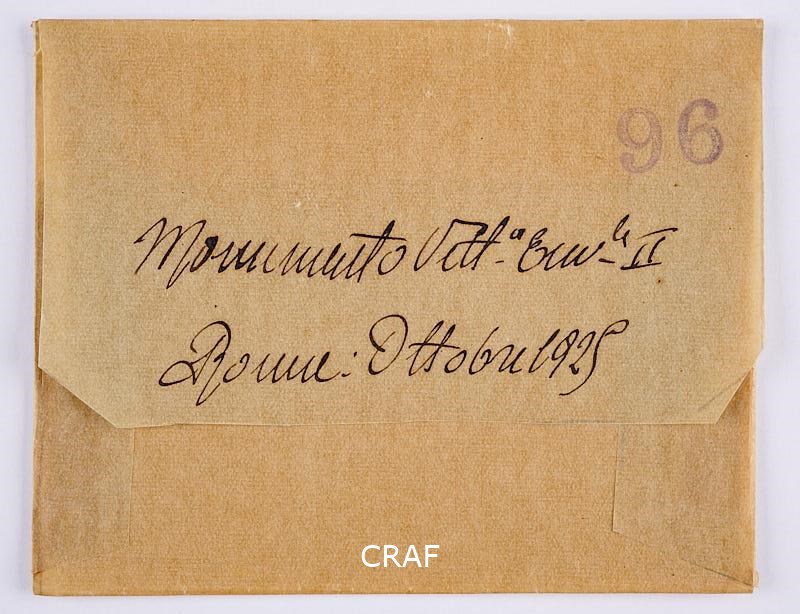 96
Monumento Vitt.º Em.le II
Roma: Ottobre 1925
CRAF